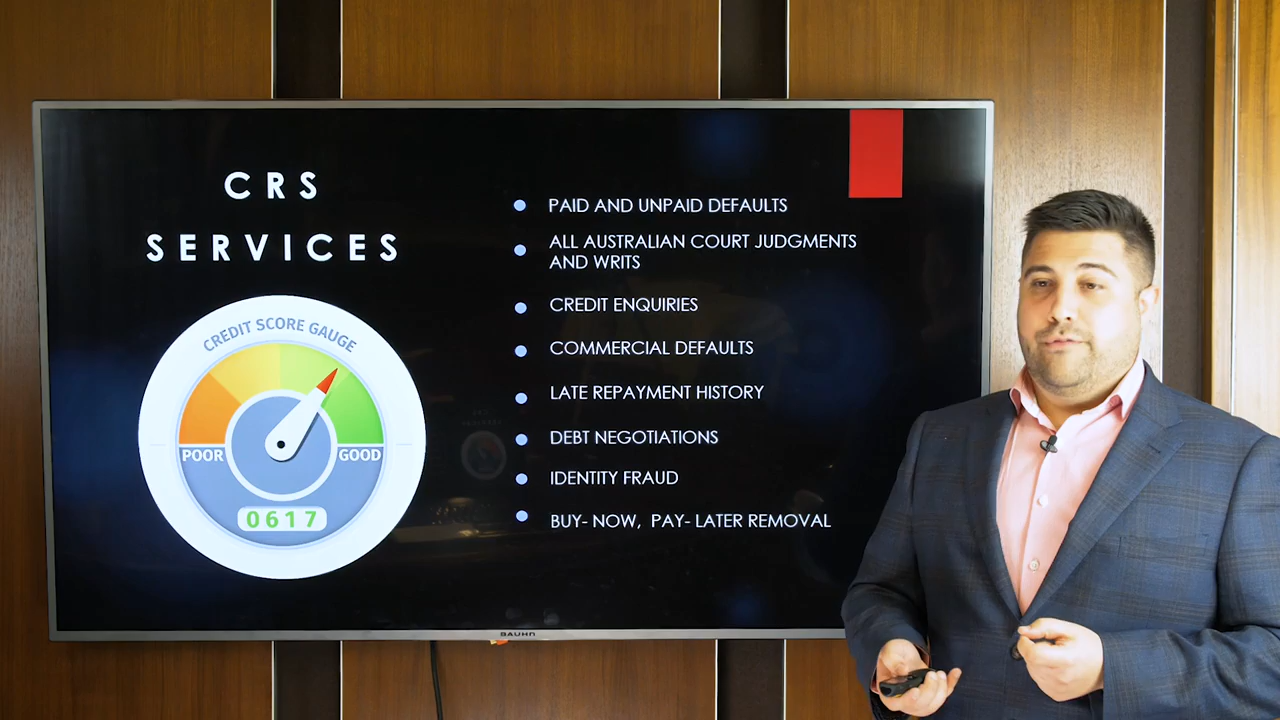 CRS
SERVICES
CREDIT SCORE GAUGE
POOR
GOOD
0617
PAID AND UNPAID DEFAULTS
ALL AUSTRALIAN COURT JUDGMENTS
AND WRITS
CREDIT ENQUIRIES
COMMERCIAL DEFAULTS
LATE REPAYMENT HISTORY
DEBT NEGOTIATIONS
IDENTITY FRAUD
BUY- NOW, PAY- LATER REMOVAL
BAUHN